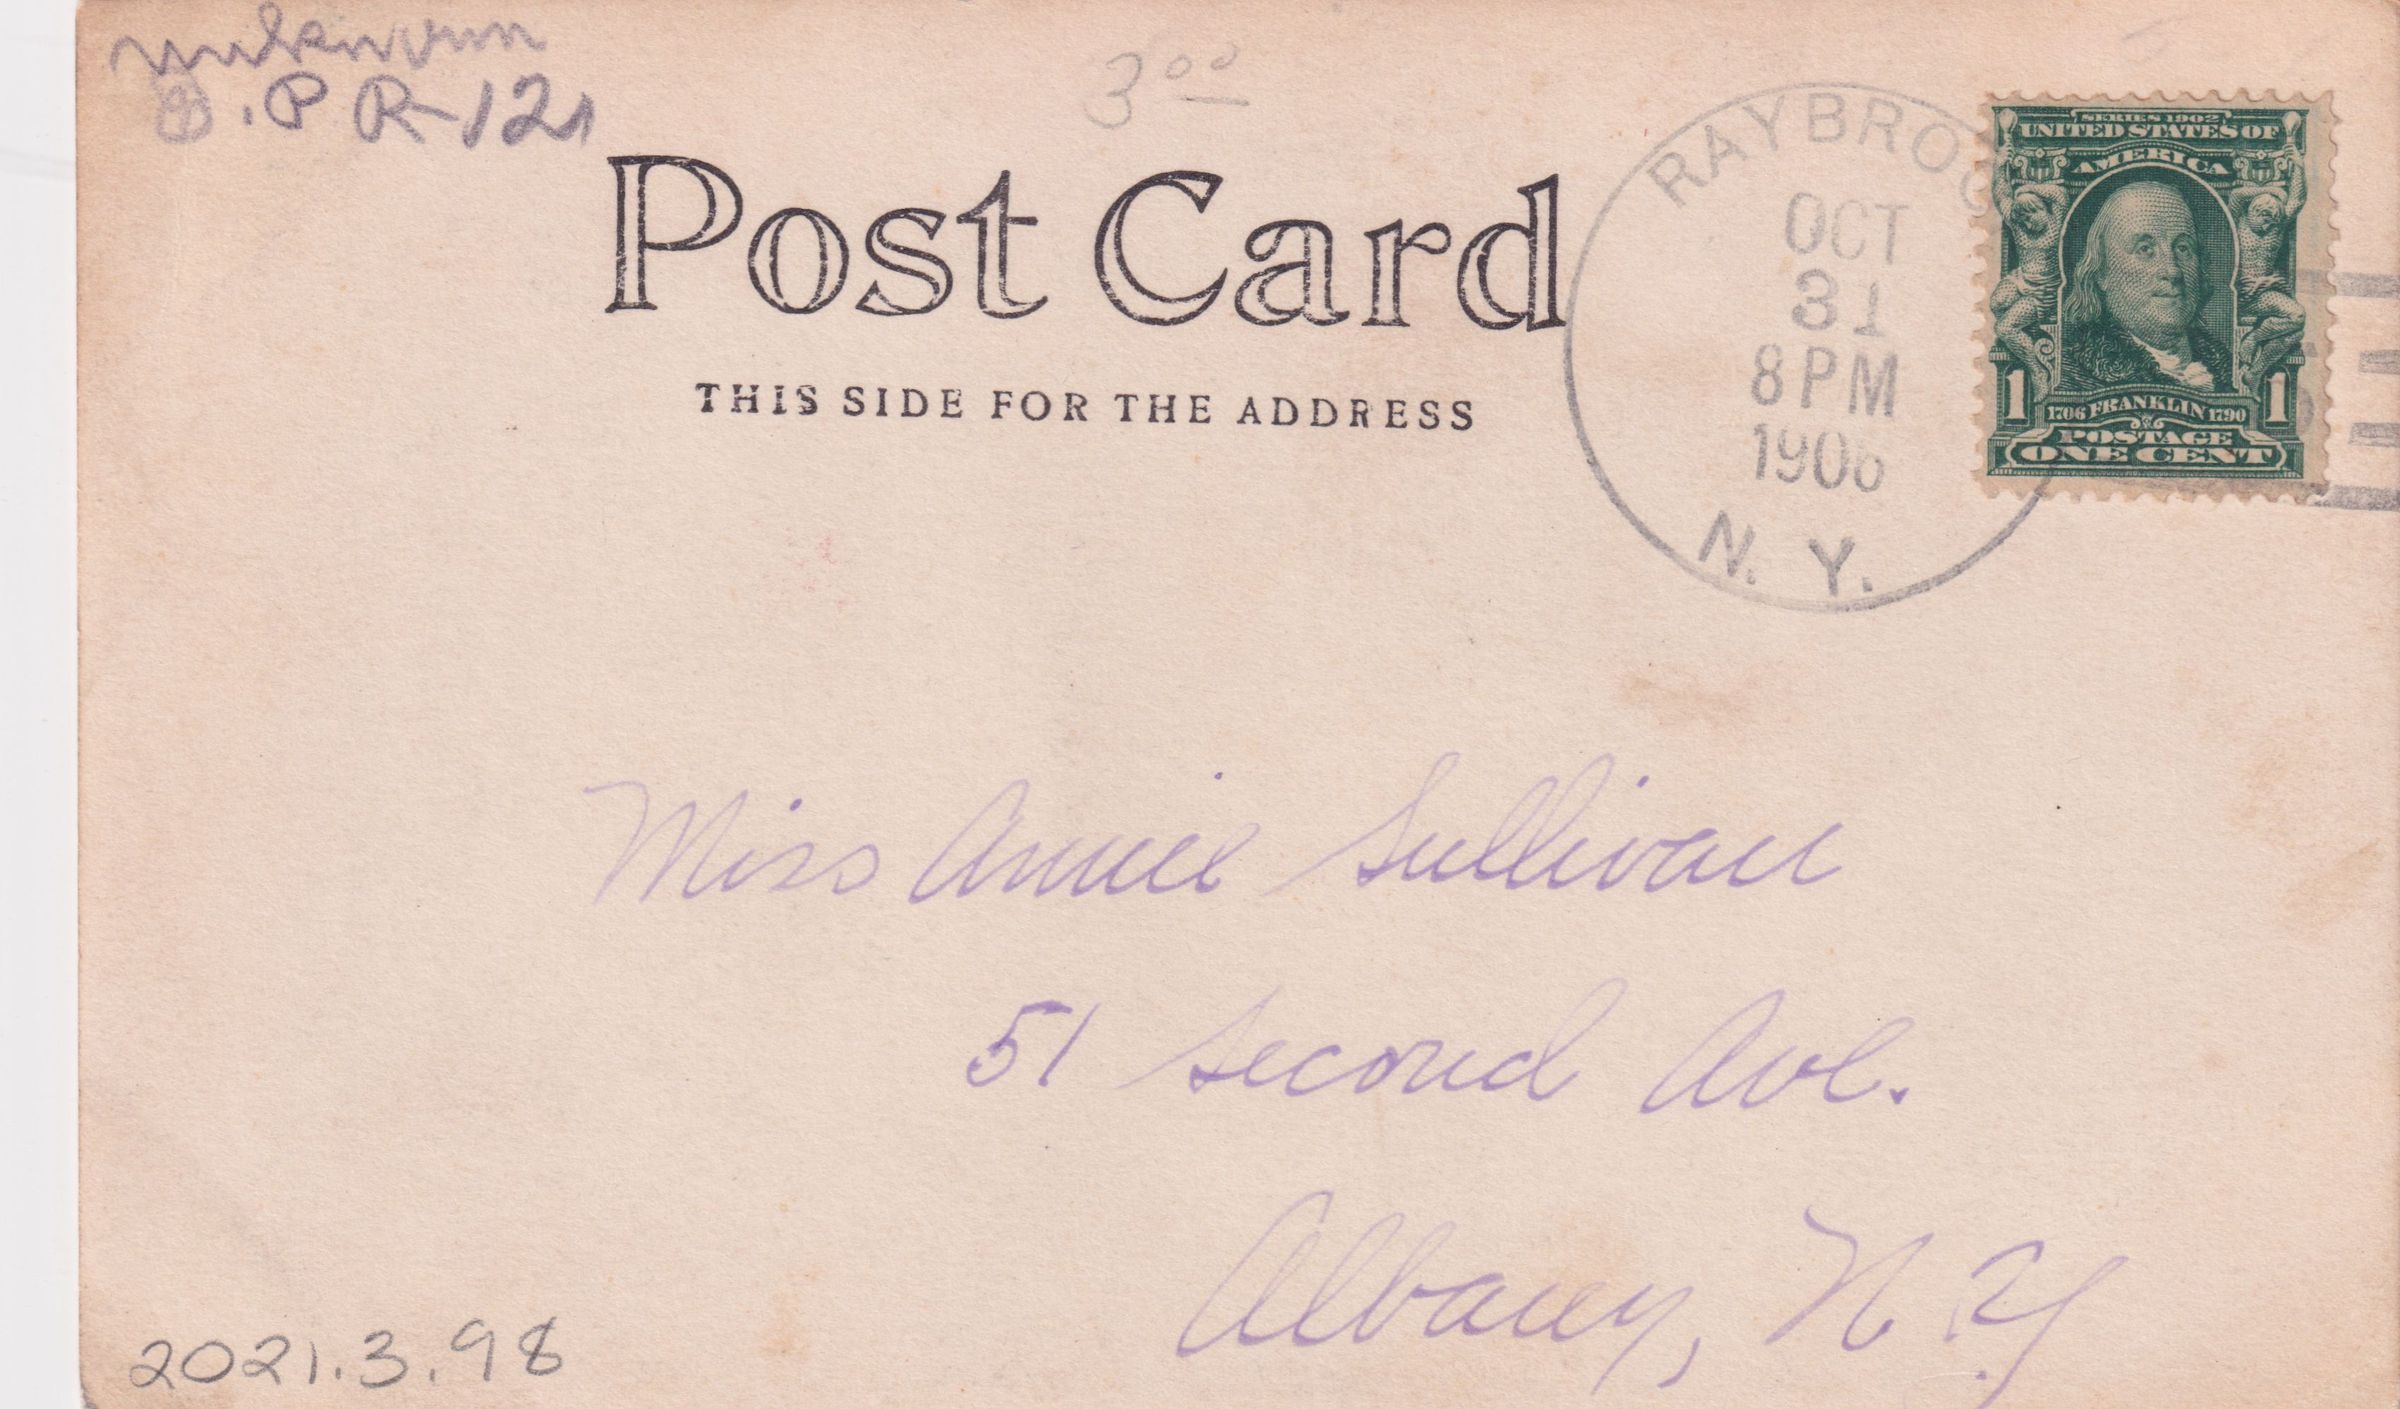 unknown
P R-121
3 00
Post Card
THIS SIDE FOR THE ADDRESS
RAYBROO
OCT
31
8 PM
1906
N. Y.
SERIES 1902
UNITED STATES OF
AMERICA
1 1706 FRANKLIN 1790 1
POSTAGE
ONE CENT
Miss Annie Sullivan
51 Second Ave.
Albany, N.Y.
2021.3.98